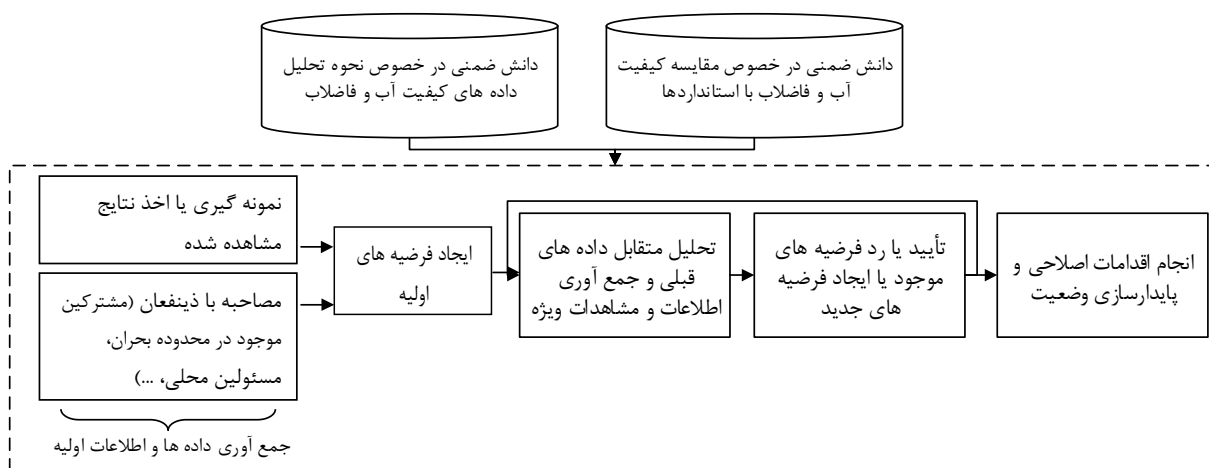 دانش ضمنی در خصوص مقایسه کیفیت
آب و فاضلاب با استانداردها
دانش ضمنی در خصوص نحوه تحلیل
داده های کیفیت آب و فاضلاب
نمونه گیری یا اخذ نتایج
مشاهده شده
مصاحبه با ذینفعان (مشترکین
موجود در محدوده بحران،
مسئولین محلی، ...)
جمع آوری داده ها و اطلاعات اولیه
ایجاد فرضیه های
اولیه
تحلیل متقابل داده های
قبلی و جمع آوری
اطلاعات و مشاهدات ویژه
تأیید یا رد فرضیه های
موجود یا ایجاد فرضیه
های جدید
انجام اقدامات اصلاحی و
پایدارسازی وضعیت